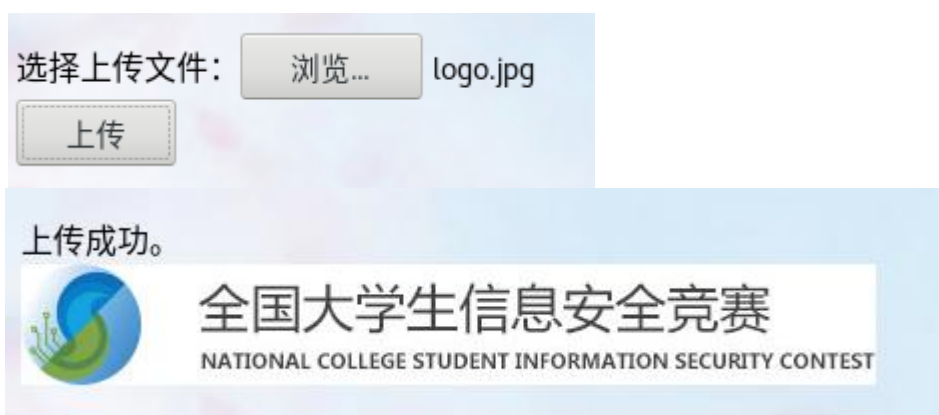 选择上传文件： 浏览... logo.jpg
上传
上传成功。
全国大学生信息安全竞赛
NATIONAL COLLEGE STUDENT INFORMATION SECURITY CONTEST